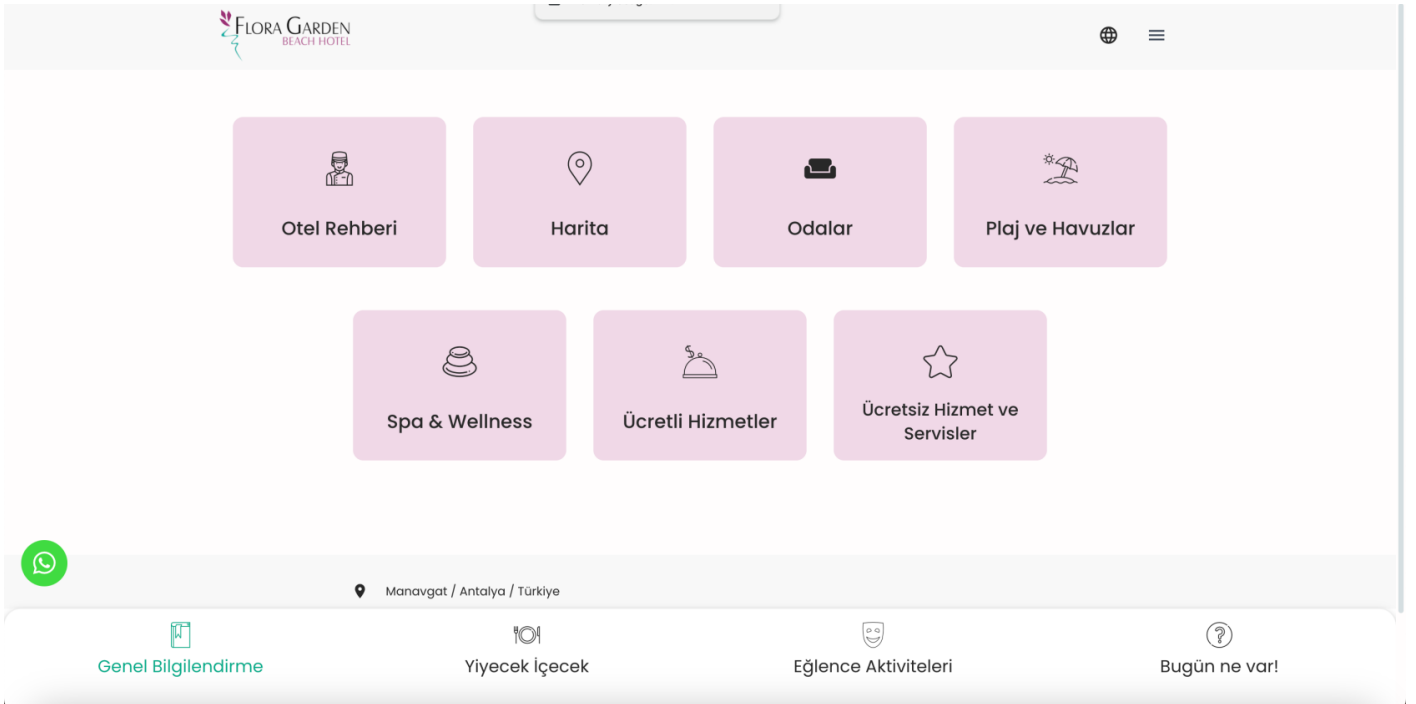 FLORA GARDEN
BEACH HOTEL
Otel Rehberi
Harita
Odalar
Plaj ve Havuzlar
Spa & Wellness
Ücretli Hizmetler
Ücretsiz Hizmet ve
Servisler
Manavgat / Antalya / Türkiye
Genel Bilgilendirme
Yiyecek İçecek
Eğlence Aktiviteleri
Bugün ne var!